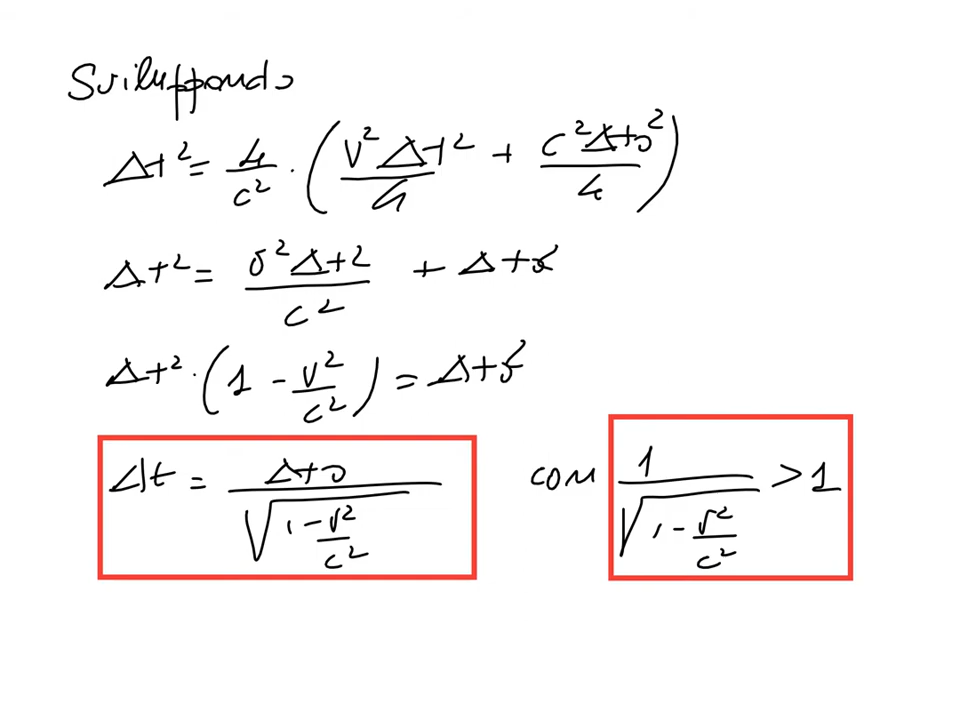 Sviluppando
Δt² = 4/c² · (v²Δt²/4 + c²Δt₀²/4)
Δt² = v²Δt²/c² + Δt₀²
Δt² · (1 - v²/c²) = Δt₀²
Δt = Δt₀/√(1 - v²/c²) con 1/√(1 - v²/c²) > 1